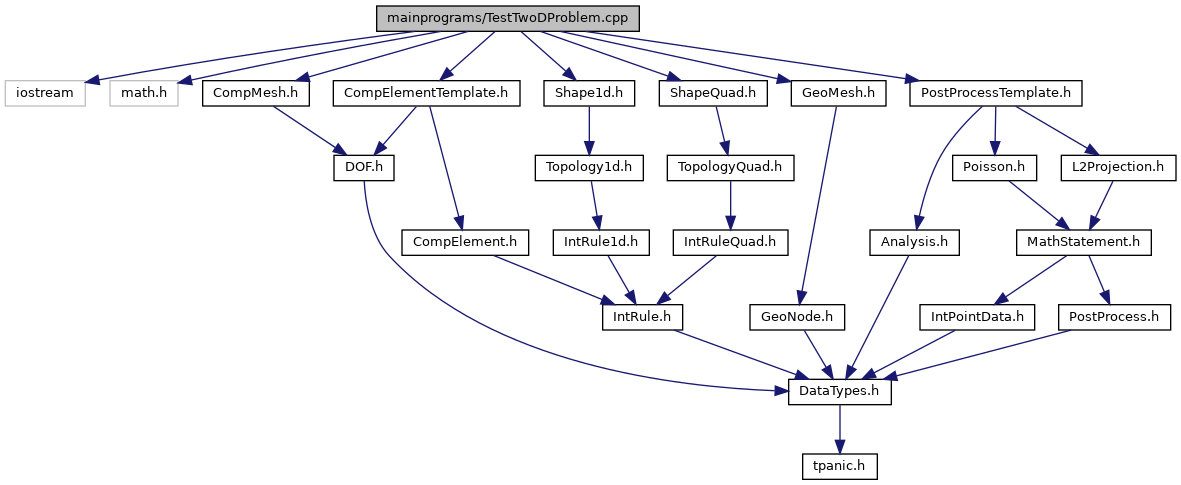 mainprograms/TestTwoDProblem.cpp
iostream
math.h
CompMesh.h
CompElementTemplate.h
Shape1d.h
ShapeQuad.h
GeoMesh.h
PostProcessTemplate.h
DOF.h
Topology1d.h
TopologyQuad.h
Poisson.h
L2Projection.h
CompElement.h
IntRule1d.h
IntRuleQuad.h
Analysis.h
MathStatement.h
IntRule.h
GeoNode.h
IntPointData.h
PostProcess.h
DataTypes.h
tpanic.h